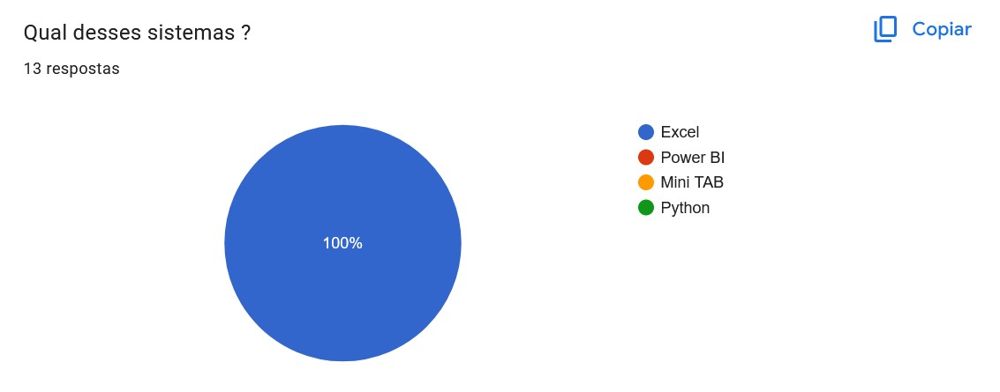 Qual desses sistemas ?
Copiar
13 respostas
Excel
Power BI
Mini TAB
Python
100%